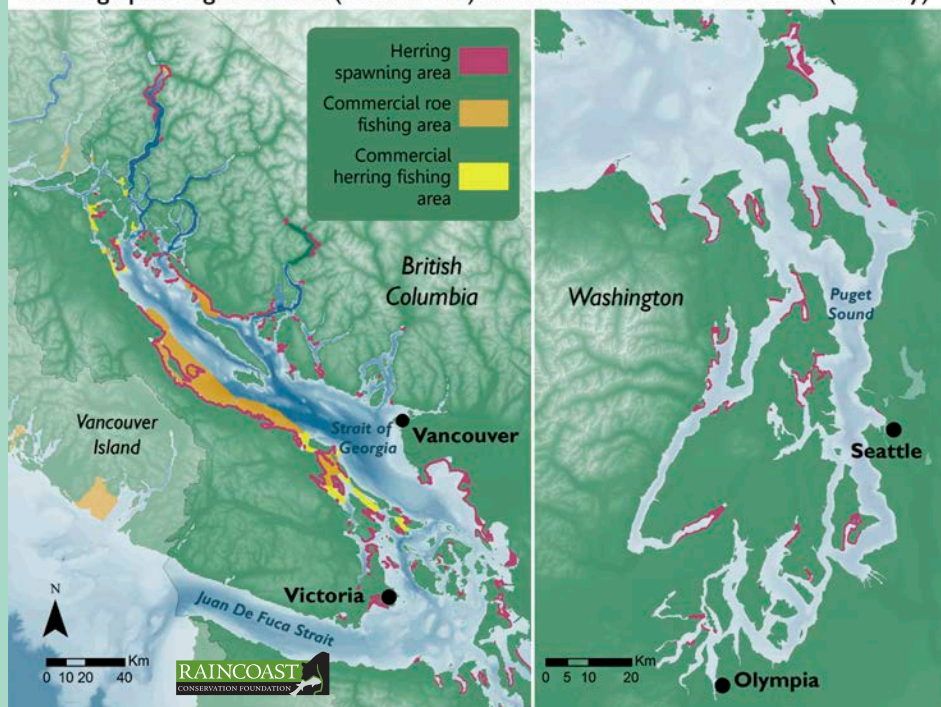 Herring
spawning area
Commercial roe
fishing area
Commercial
herring fishing
area
British
Columbia
Vancouver
Island
Strait of
Georgia
Vancouver
Victoria
Juan De Fuca Strait
N
Km
0 10 20 40
RAINCOAST
CONSERVATION FOUNDATION
Washington
Puget
Sound
Seattle
Olympia
Km
0 5 10 20